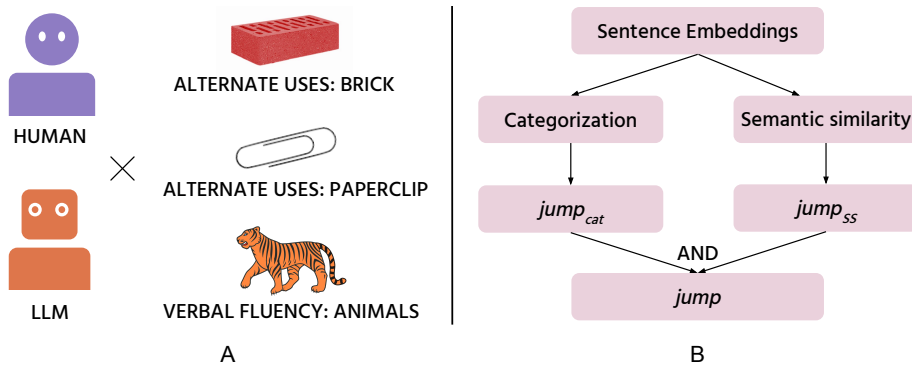 HUMAN
LLM
ALTERNATE USES: BRICK
ALTERNATE USES: PAPERCLIP
VERBAL FLUENCY: ANIMALS
A
Sentence Embeddings
Categorization
Semantic similarity
jump_cat
jump_SS
AND
jump
B